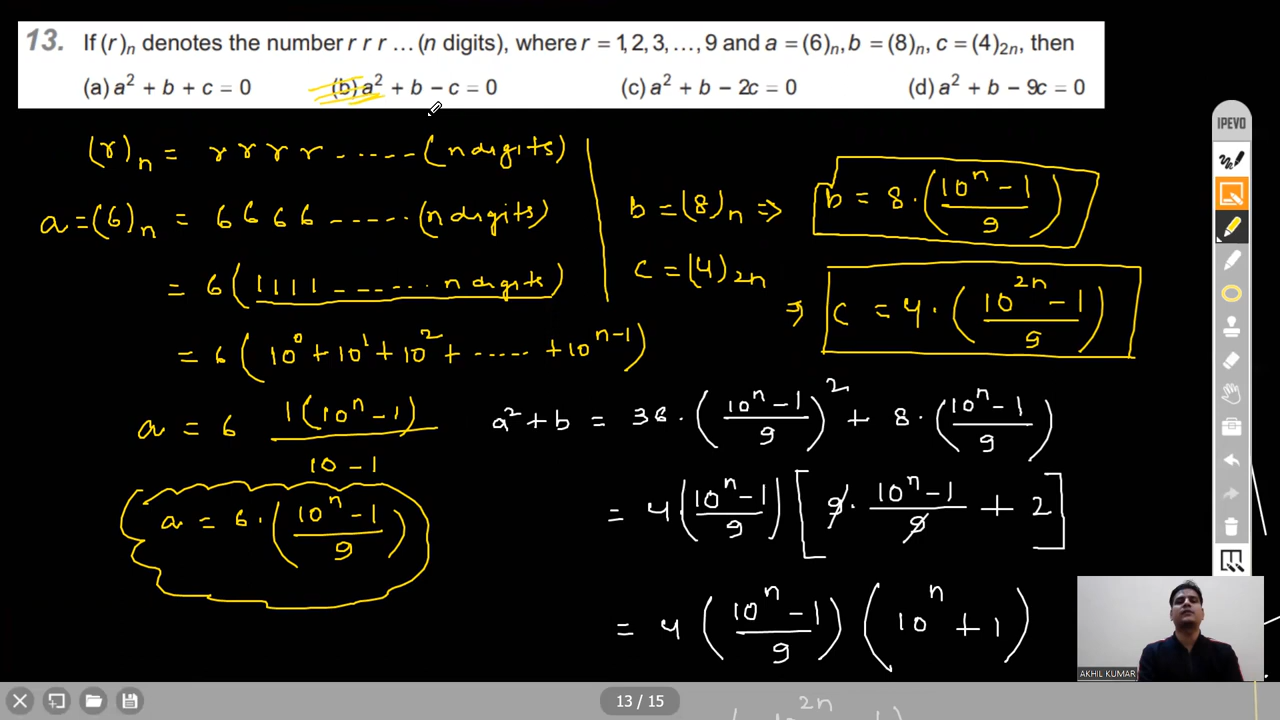 13. If (r)ₙ denotes the number r r r ... (n digits), where r = 1, 2, 3, ..., 9 and a = (6)ₙ, b = (8)ₙ, c = (4)₂ₙ, then
(a) a² + b + c = 0 (b) a² + b − c = 0 (c) a² + b − 2c = 0 (d) a² + b − 9c = 0
(r)ₙ = r r r r ------ (n digits)
a = (6)ₙ = 6 6 6 6 ------ (n digits)
= 6 (1 1 1 1 ------ n digits)
= 6 (10⁰ + 10¹ + 10² + ------ + 10ⁿ⁻¹)
a = 6 1(10ⁿ − 1) / 10 − 1
a = 6 · (10ⁿ − 1 / 9)
b = (8)ₙ ⇒ b = 8 · (10ⁿ − 1 / 9)
c = (4)₂ₙ
⇒ c = 4 · (10²ⁿ − 1 / 9)
a² + b = 36 · (10ⁿ − 1 / 9)² + 8 · (10ⁿ − 1 / 9)
= 4 (10ⁿ − 1 / 9) [9 · 10ⁿ − 1 / 9 + 2]
= 4 (10ⁿ − 1 / 9) (10ⁿ + 1)
2n
IPEVO
AKHIL KUMAR
13 / 15